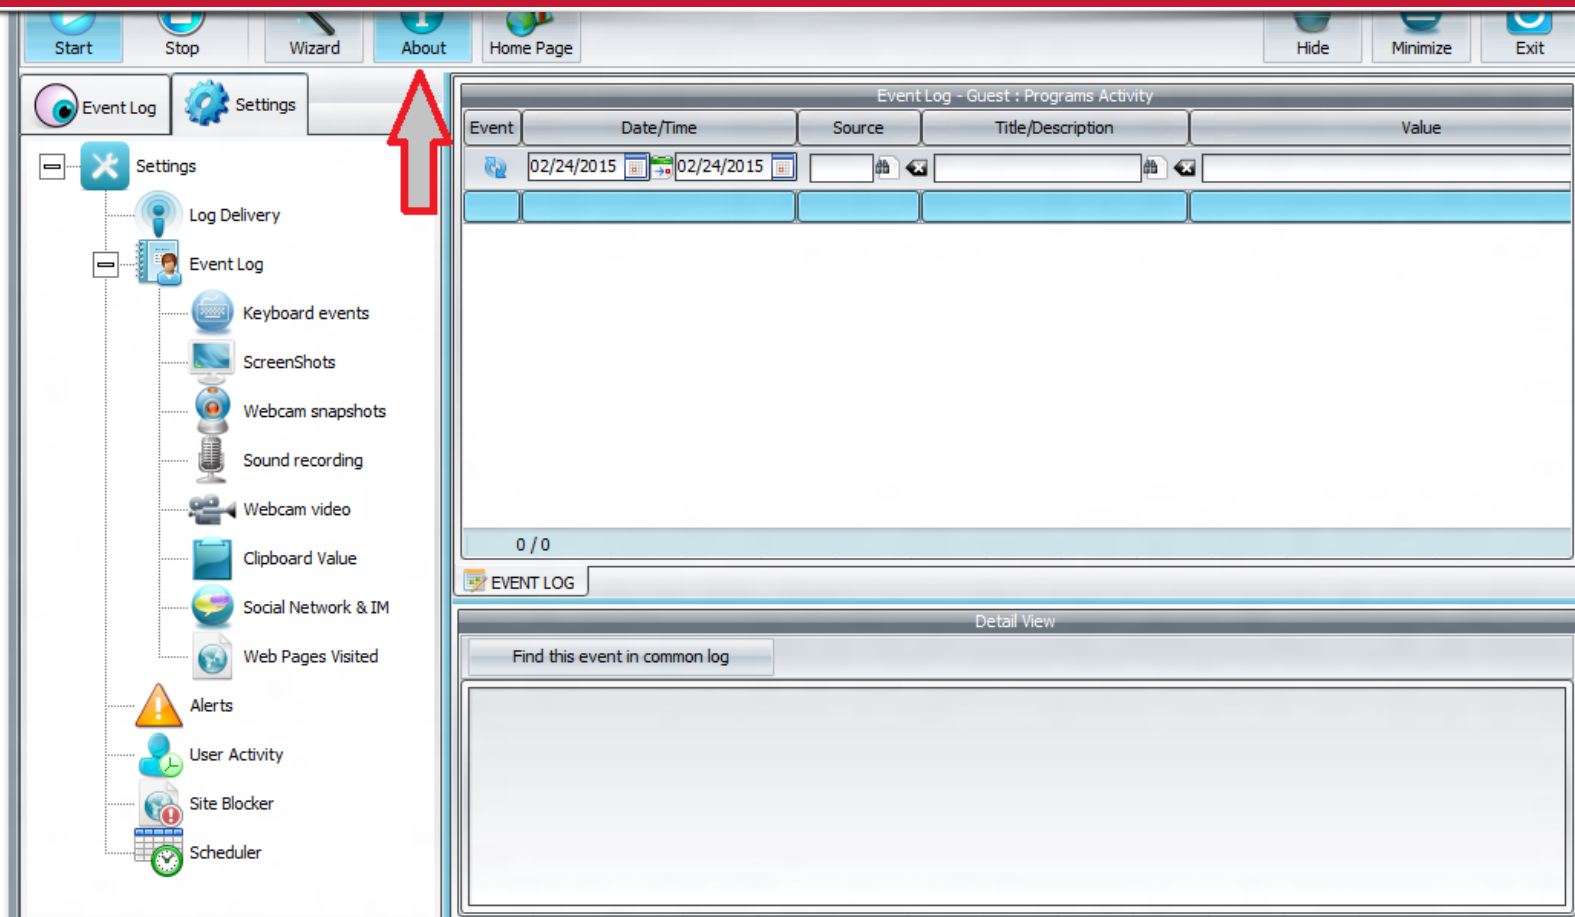 Start Stop Wizard About Home Page Hide Minimize Exit
Event Log Settings
Settings
Log Delivery
Event Log
Keyboard events
ScreenShots
Webcam snapshots
Sound recording
Webcam video
Clipboard Value
Social Network & IM
Web Pages Visited
Alerts
User Activity
Site Blocker
Scheduler
Event Log - Guest : Programs Activity
Event Date/Time Source Title/Description Value
02/24/2015 02/24/2015
0 / 0
EVENT LOG
Detail View
Find this event in common log